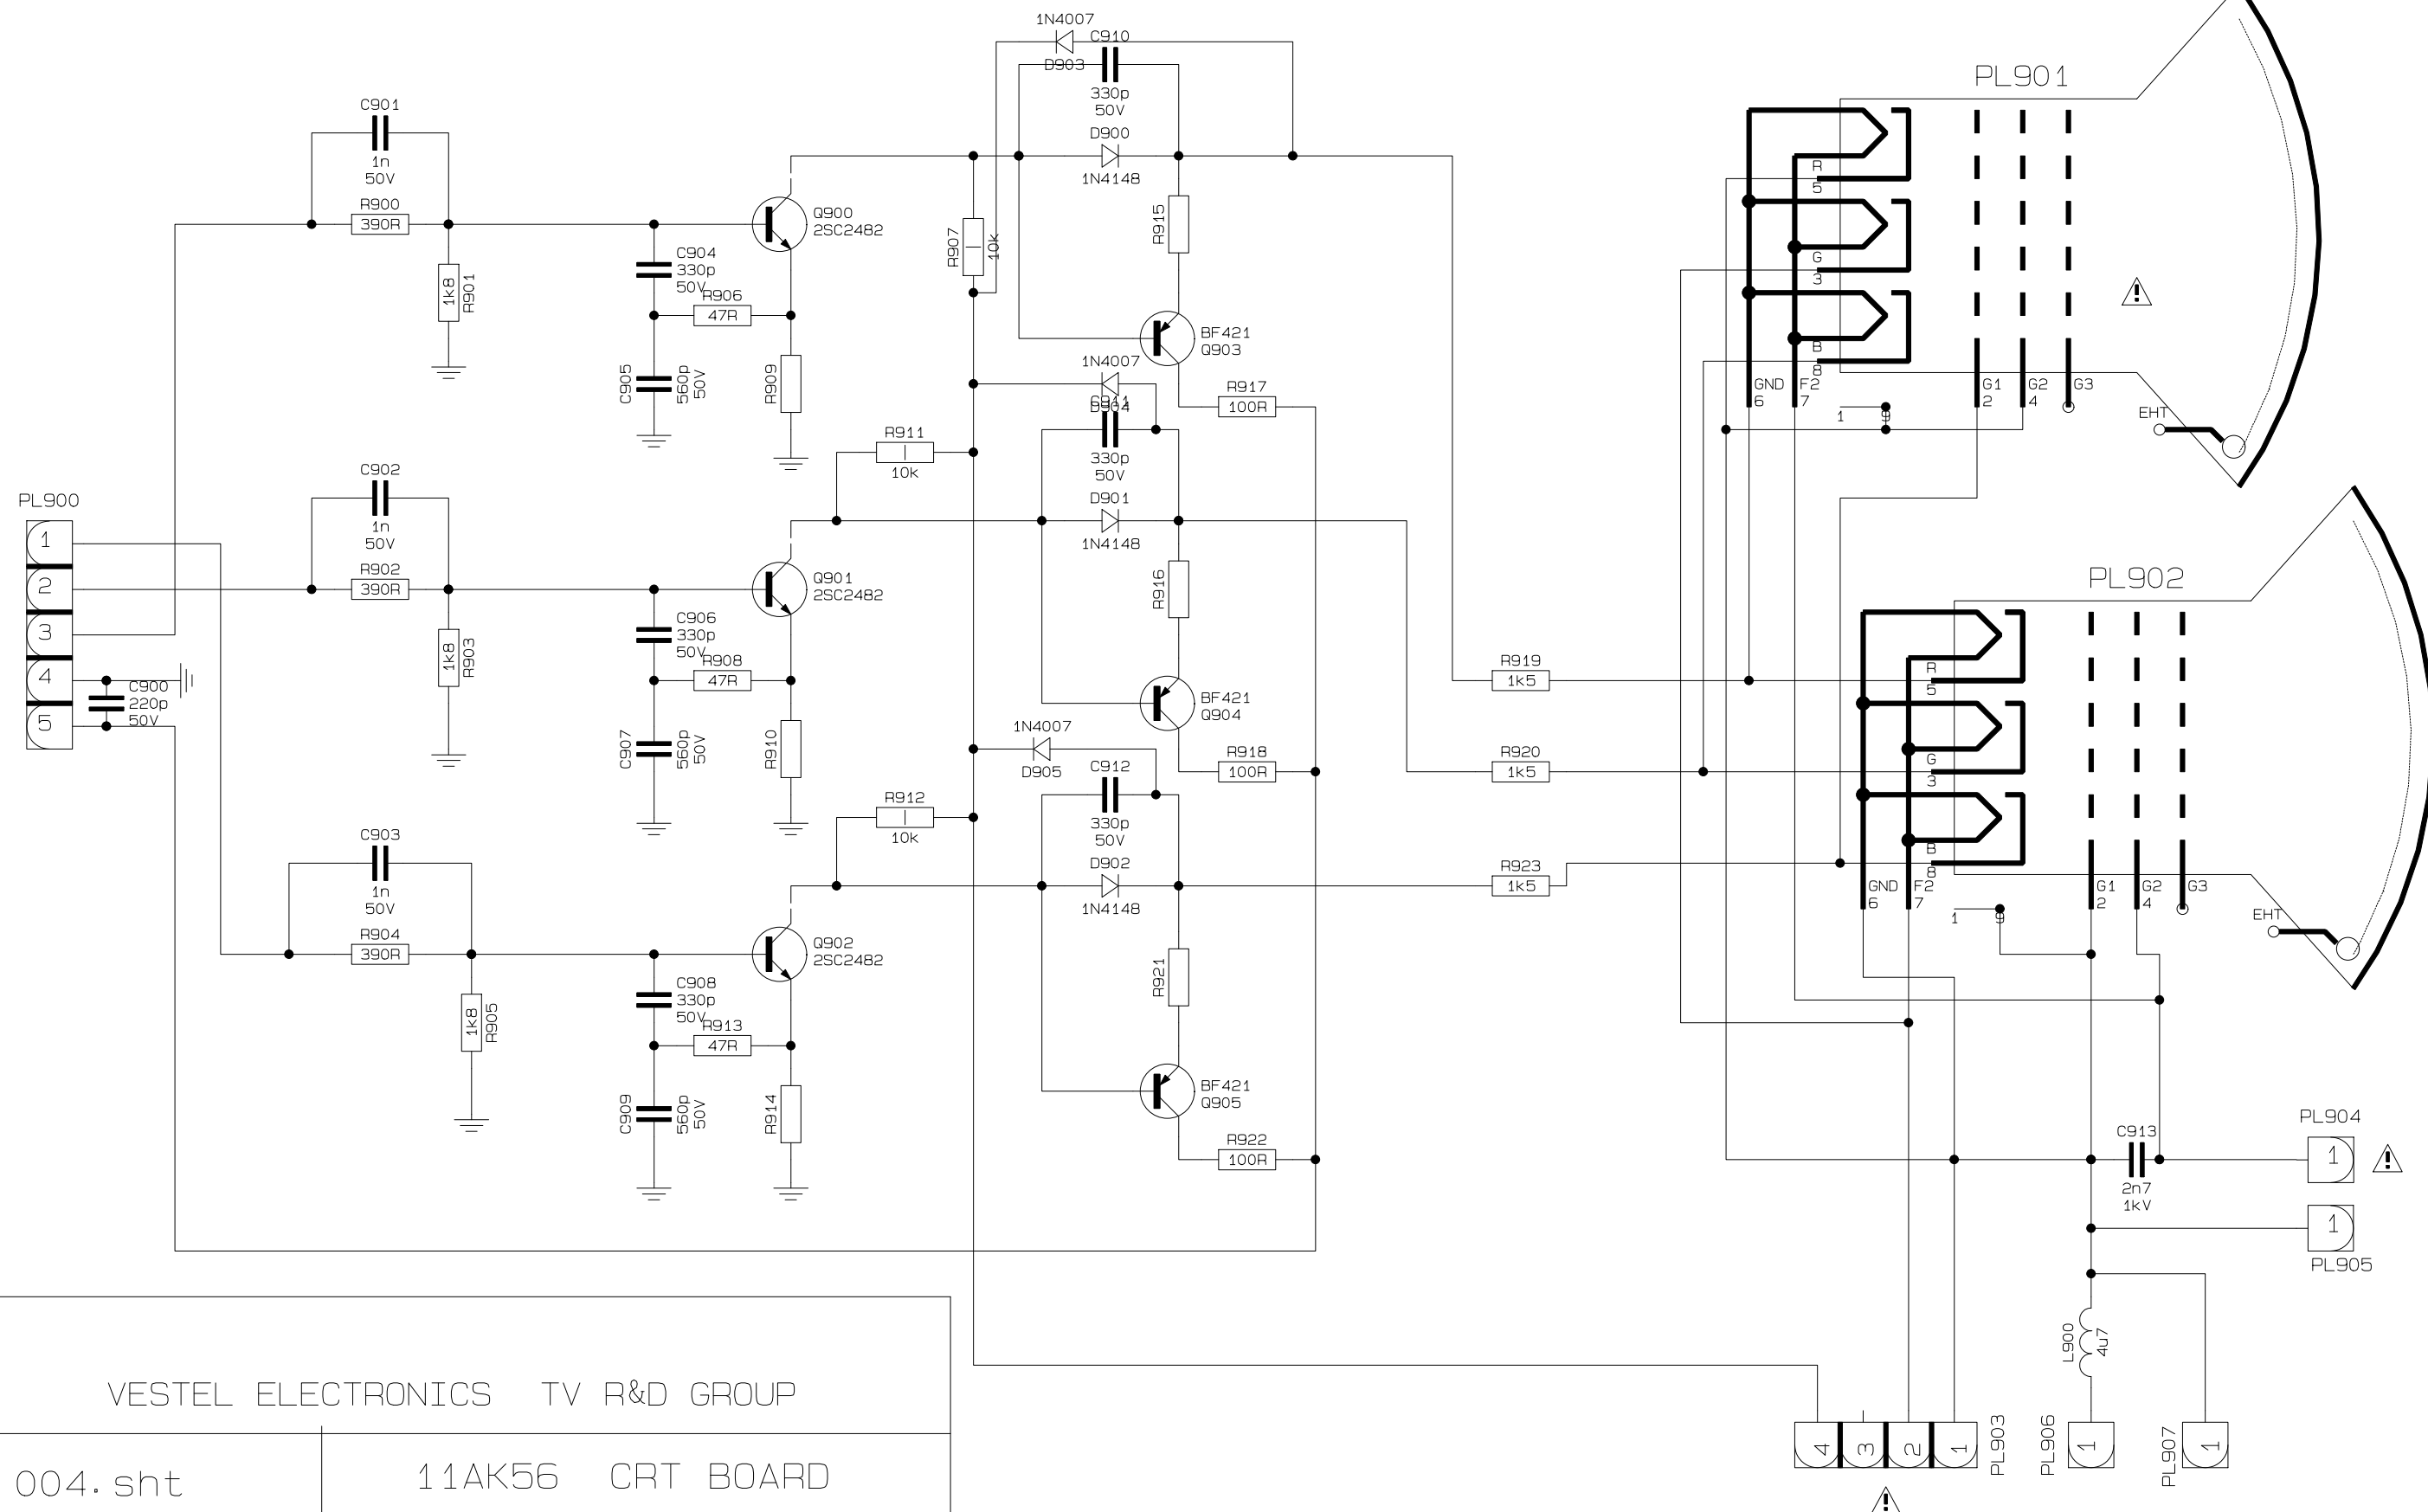 1N4007
C910
D903
330p
50V
D900
1N4148
C901
1n
50V
R900
390R
1k8
R901
C904
330p
50V
R906
47R
C905
560p
50V
Q900
2SC2482
R909
R907
10k
R915
BF421
Q903
1N4007
D904
C911
330p
50V
R917
100R
R911
10k
D901
1N4148
PL900
1
2
3
4
5
C900
220p
50V
C902
1n
50V
R902
390R
1k8
R903
C906
330p
50V
R908
47R
C907
560p
50V
Q901
2SC2482
R910
R916
BF421
Q904
1N4007
D905
C912
330p
50V
R918
100R
R912
10k
D902
1N4148
C903
1n
50V
R904
390R
1k8
R905
C908
330p
50V
R913
47R
C909
560p
50V
Q902
2SC2482
R914
R921
BF421
Q905
R922
100R
R919
1k5
R920
1k5
R923
1k5
PL901
R
5
G
3
B
8
GND
6
F2
7
1
9
G1
2
G2
4
G3
EHT
!
PL902
R
5
G
3
B
8
GND
6
F2
7
1
9
G1
2
G2
4
G3
EHT
C913
2n7
1kV
PL904
1
!
1
PL905
L900
4u7
4
3
2
1
PL903
!
PL906
1
PL907
1
VESTEL ELECTRONICS TV R&D GROUP
004.sht
11AK56 CRT BOARD